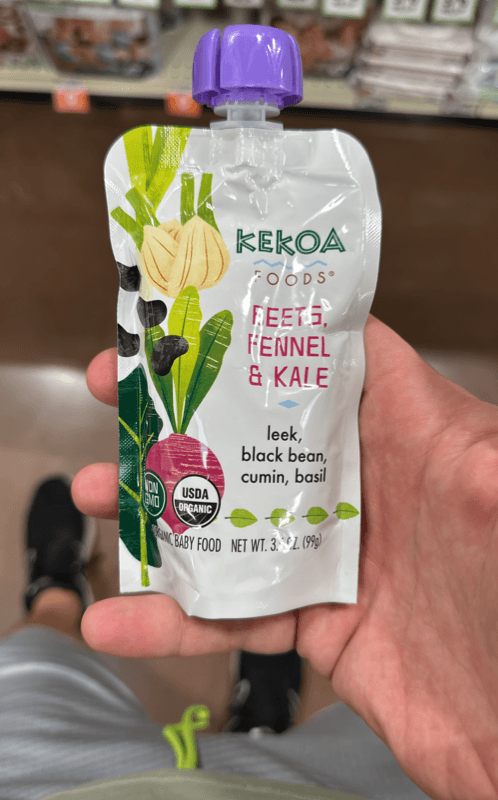 KEKOA
FOODS®
BEETS,
FENNEL
& KALE
leek,
black bean,
cumin, basil
NON
GMO
USDA
ORGANIC
BABY FOOD NET WT. OZ. (99g)